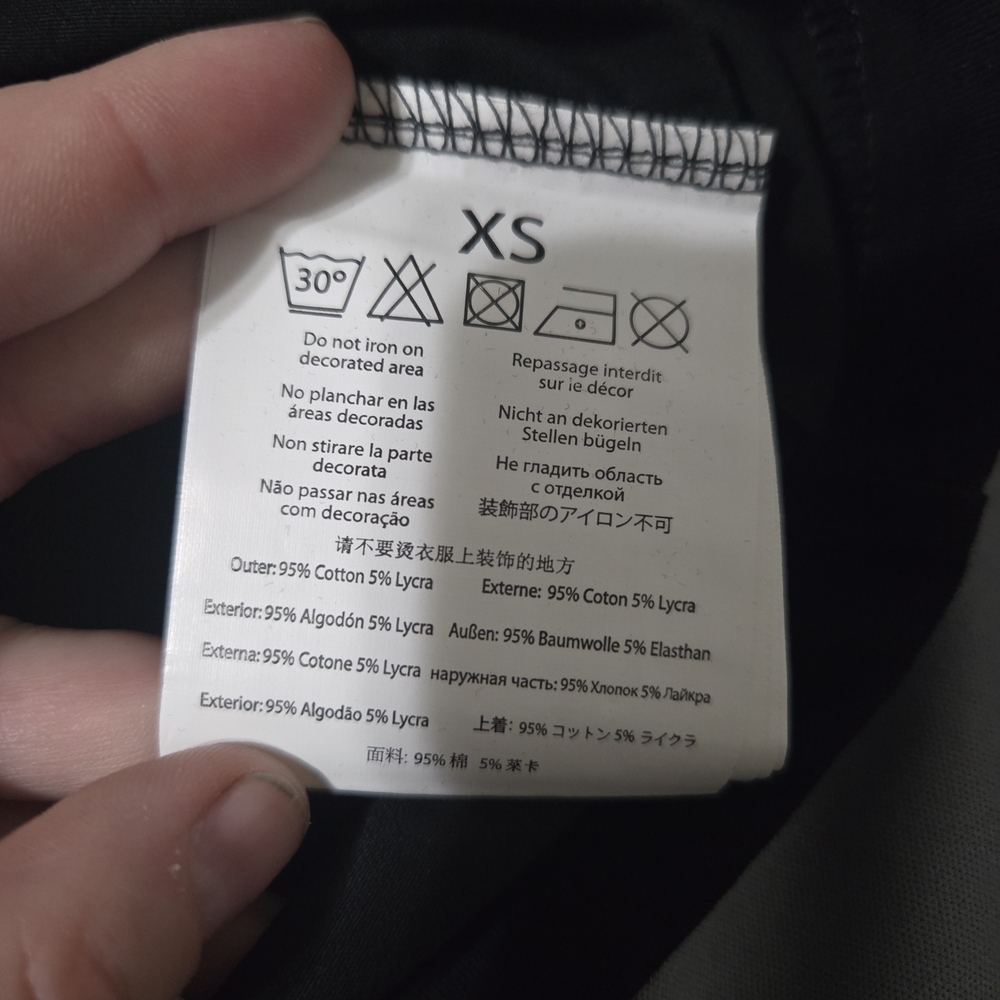 XS
30°
Do not iron on
decorated area
No planchar en las
áreas decoradas
Non stirare la parte
decorata
Não passar nas áreas
com decoração
Repassage interdit
sur ie décor
Nicht an dekorierten
Stellen bügeln
Не гладить область
с отделкой
装飾部のアイロン不可
请不要烫衣服上装饰的地方
Outer: 95% Cotton 5% Lycra
Externe: 95% Coton 5% Lycra
Exterior: 95% Algodón 5% Lycra
Außen: 95% Baumwolle 5% Elasthan
Externa: 95% Cotone 5% Lycra
наружная часть: 95% Хлопок 5% Лайкра
Exterior: 95% Algodão 5% Lycra
上着: 95% コットン 5% ライクラ
面料: 95% 棉 5% 莱卡